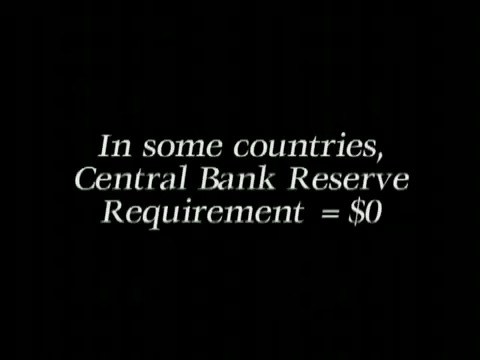 In some countries,
Central Bank Reserve
Requirement = $0